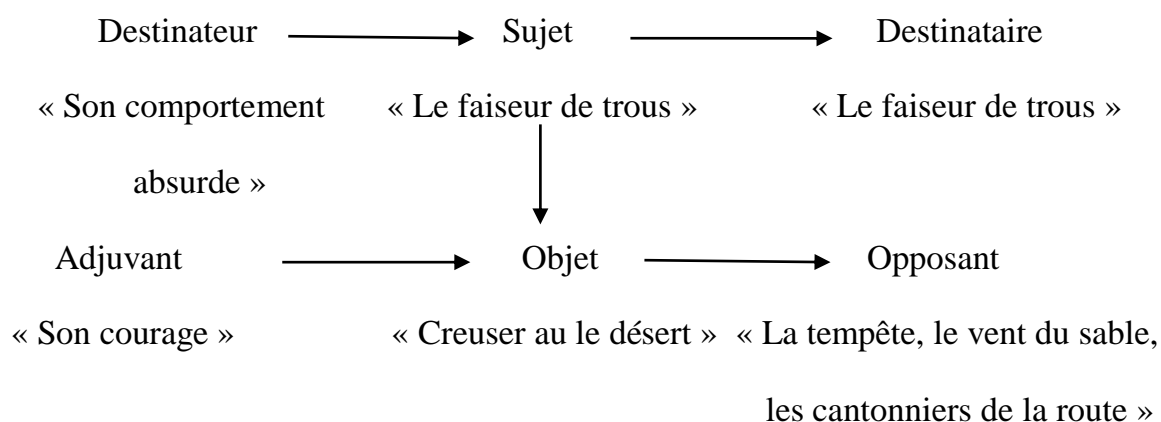 Destinateur Sujet Destinataire
« Son comportement « Le faiseur de trous » « Le faiseur de trous »
absurde »
Adjuvant Objet Opposant
« Son courage » « Creuser au le désert » « La tempête, le vent du sable,
les cantonniers de la route »